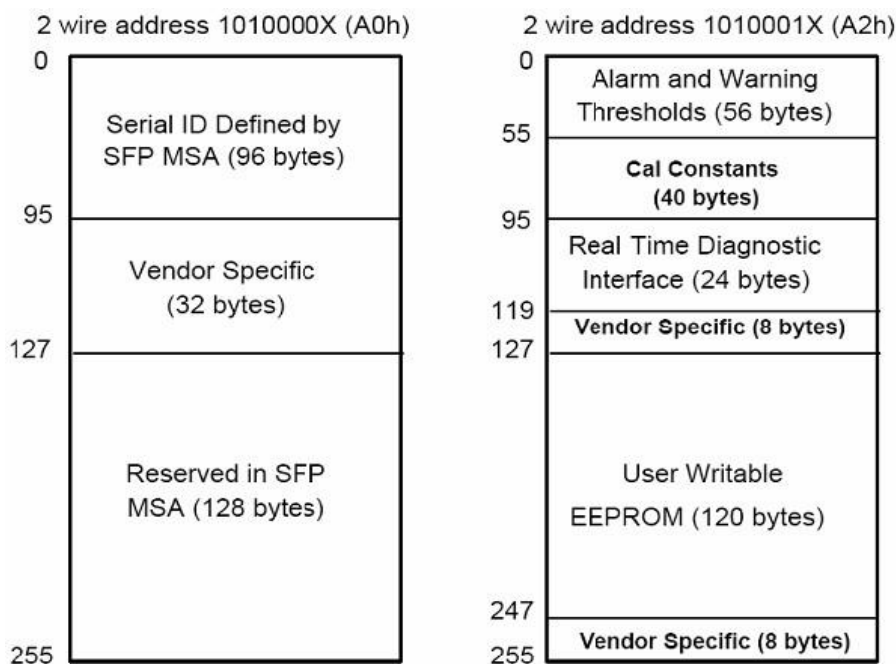 2 wire address 1010000X (A0h)
0
Serial ID Defined by
SFP MSA (96 bytes)
95
Vendor Specific
(32 bytes)
127
Reserved in SFP
MSA (128 bytes)
255
2 wire address 1010001X (A2h)
0
Alarm and Warning
Thresholds (56 bytes)
55
Cal Constants
(40 bytes)
95
Real Time Diagnostic
Interface (24 bytes)
119
Vendor Specific (8 bytes)
127
User Writable
EEPROM (120 bytes)
247
Vendor Specific (8 bytes)
255